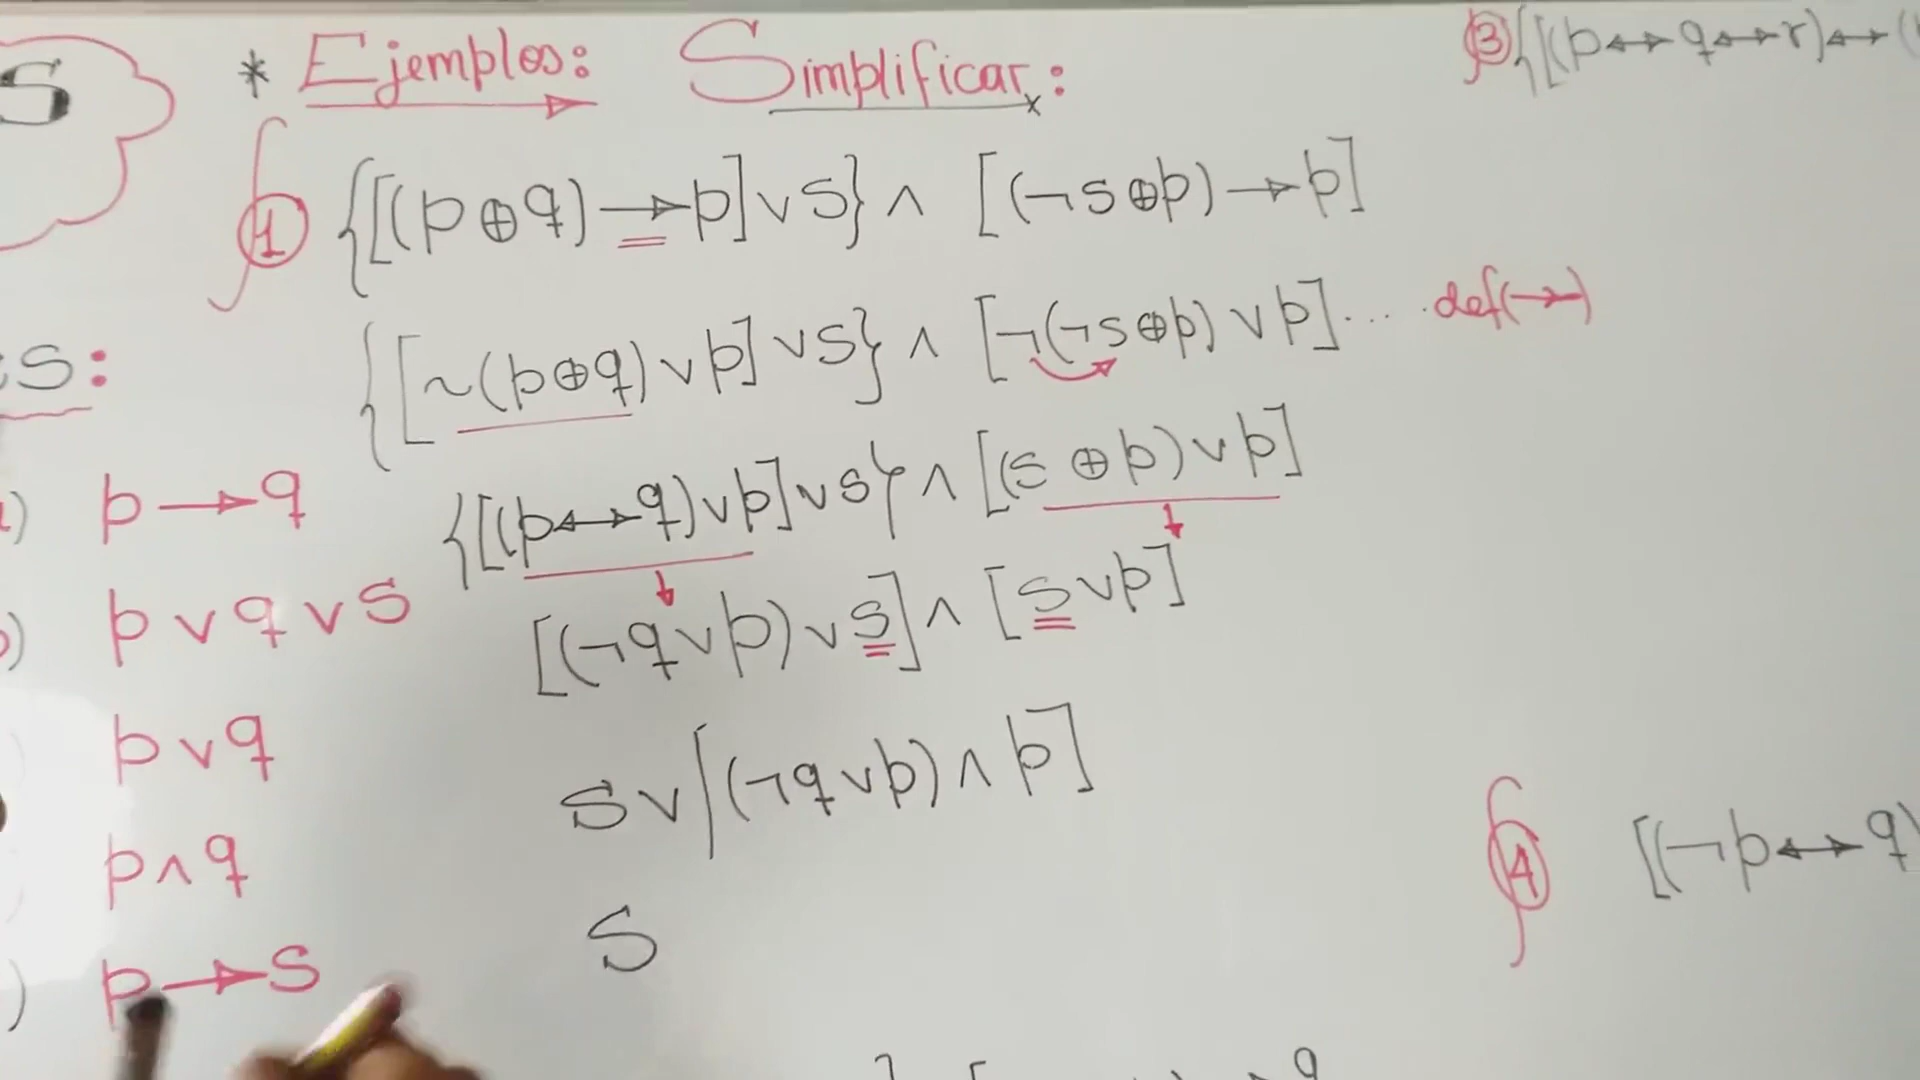 S
* Ejemplos: Simplificar:
3 {[(p↔q↔r)↔(
1 {[(p⊕q)→p]∨s}∧ [(¬s⊕p)→p]
{[~(p⊕q)∨p]∨s}∧ [¬(¬s⊕p)∨p].... def(→)
s:
{[(p↔q)∨p]∨s}∧[(s⊕p)∨p]
p→q
[(¬q∨p)∨s]∧[s∨p]
p∨q∨s
s∨[(¬q∨p)∧p]
p∨q
4 [(¬p↔q)
p∧q
s
p→s